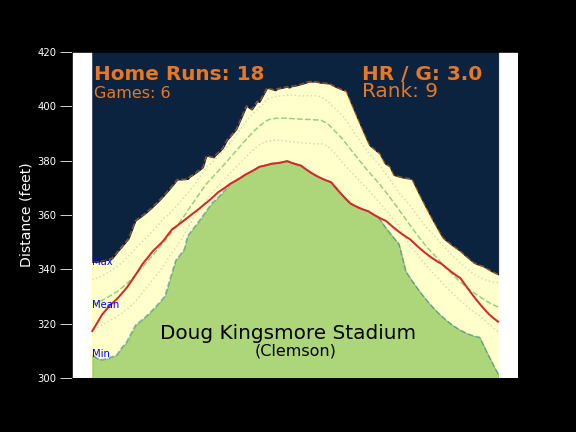 Home Runs: 18
HR / G: 3.0
Games: 6
Rank: 9
Distance (feet)
420
400
380
360
340
320
300
Max
Mean
Min
Doug Kingsmore Stadium
(Clemson)